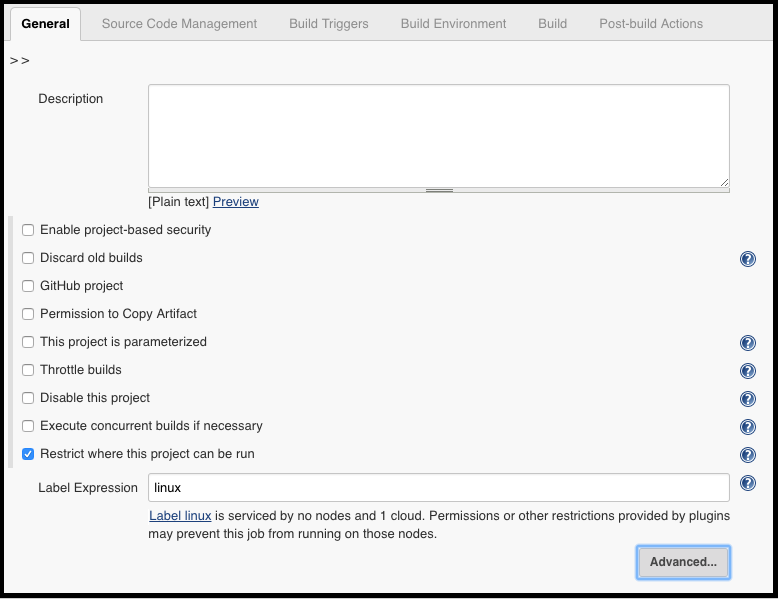 General Source Code Management Build Triggers Build Environment Build Post-build Actions
>>
Description
[Plain text] Preview
Enable project-based security
Discard old builds
GitHub project
Permission to Copy Artifact
This project is parameterized
Throttle builds
Disable this project
Execute concurrent builds if necessary
Restrict where this project can be run
Label Expression linux
Label linux is serviced by no nodes and 1 cloud. Permissions or other restrictions provided by plugins
may prevent this job from running on those nodes.
Advanced...